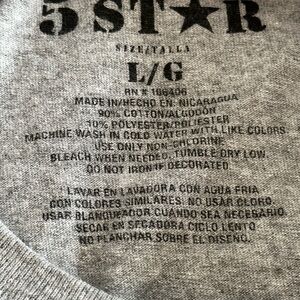 5 ST★R
SIZE/TALLA
L/G
RN # 186406
MADE IN/HECHO EN: NICARAGUA
90% COTTON/ALGODÓN
10% POLYESTER/POLIESTER
MACHINE WASH IN COLD WATER WITH LIKE COLORS
USE ONLY NON-CHLORINE
BLEACH WHEN NEEDED, TUMBLE DRY LOW
DO NOT IRON IF DECORATED.
LAVAR EN LAVADORA CON AGUA FRIA
CON COLORES SIMILARES. NO USAR CLORO.
USAR BLANQUEADOR CUANDO SEA NECESARIO.
SECAR EN SECADORA CICLO LENTO
NO PLANCHAR SOBRE EL DISEÑO.